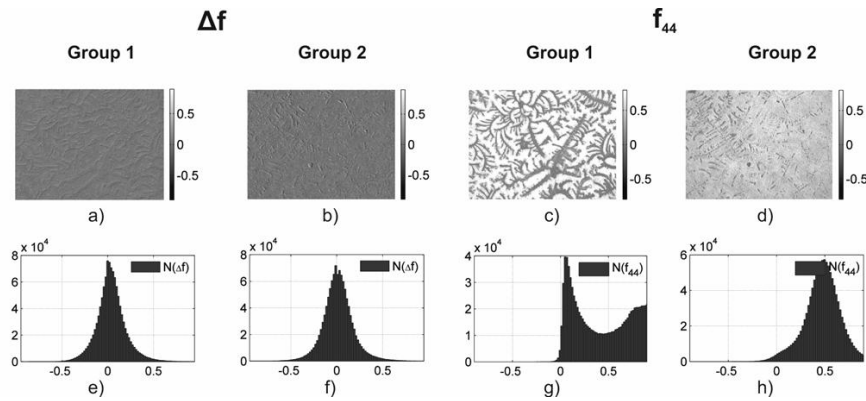 Δf
f44
Group 1
Group 2
Group 1
Group 2
0.5
0
-0.5
0.5
0
-0.5
0.5
0
-0.5
0.5
0
-0.5
a)
b)
c)
d)
8 x 10^4
6
4
2
0
N(Δf)
-0.5 0 0.5
8 x 10^4
6
4
2
0
N(Δf)
-0.5 0 0.5
4 x 10^4
3
2
1
0
N(f44)
-0.5 0 0.5
6 x 10^4
4
2
0
N(f44)
-0.5 0 0.5
e)
f)
g)
h)